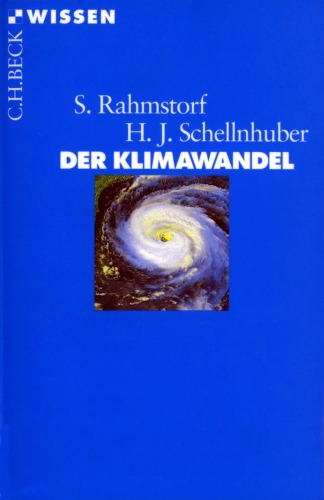 WISSEN
C.H.BECK
S. Rahmstorf
H. J. Schellnhuber
DER KLIMAWANDEL